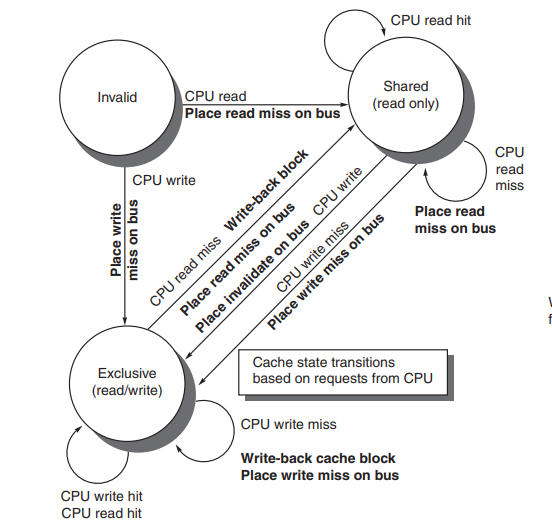 CPU read hit
Invalid
Shared
(read only)
CPU read
Place read miss on bus
CPU
read
miss
CPU write
Place read
miss on bus
Place write
miss on bus
CPU read miss Write-back block
Place read miss on bus
Place invalidate on bus CPU write
CPU write miss
Place write miss on bus
Exclusive
(read/write)
Cache state transitions
based on requests from CPU
CPU write miss
Write-back cache block
Place write miss on bus
CPU write hit
CPU read hit